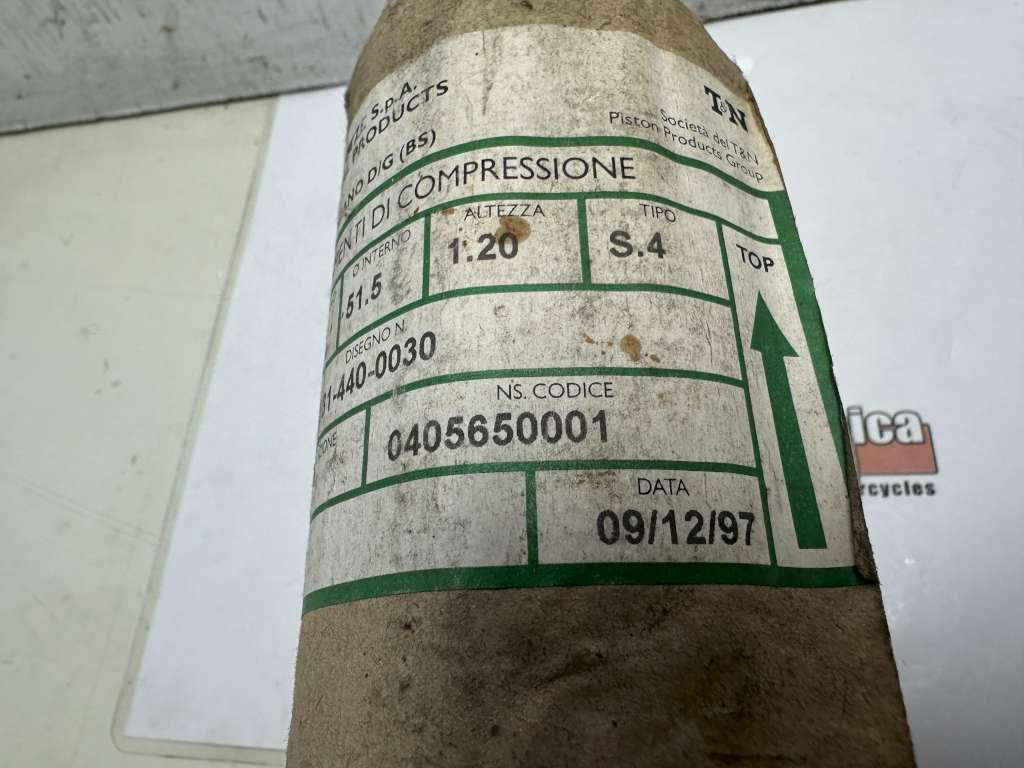 S.p.A.
PRODUCTS
D/G (BS)
T&N
Società del T&N
Piston Products Group
DI COMPRESSIONE
D INTERNO
ALTEZZA
TIPO
TOP
51.5
1.20
S.4
DISEGNO N.
1-440-0030
NS. CODICE
0405650001
DATA
09/12/97
ica
rcycles